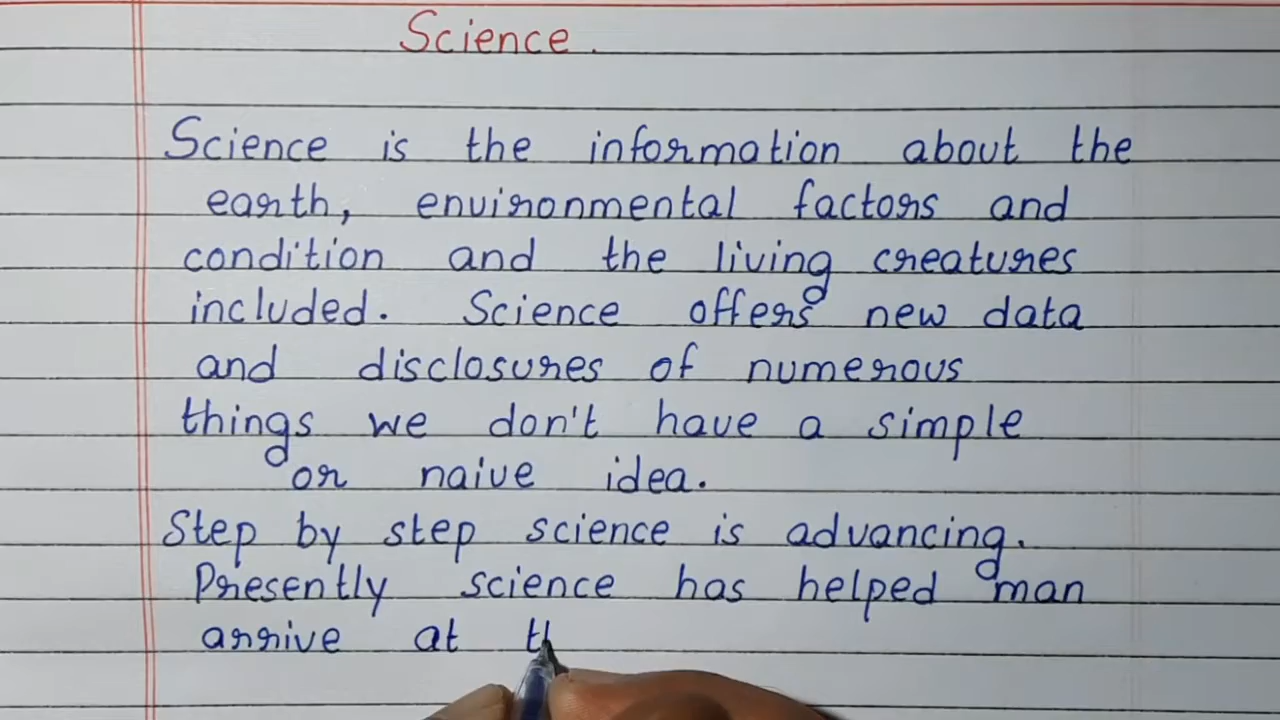 Science.
Science is the information about the
earth, environmental factors and
condition and the living creatures
included. Science offers new data
and disclosures of numerous
things we don't have a simple
or naive idea.
Step by step science is advancing.
Presently science has helped man
arrive at th